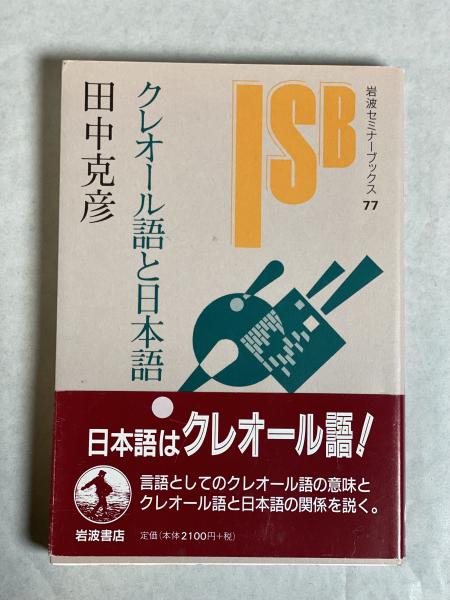 岩波セミナーブックス 77
ISB
クレオール語と日本語
田中克彦
日本語はクレオール語!
言語としてのクレオール語の意味と
クレオール語と日本語の関係を説く。
岩波書店
定価(本体2100円+税)